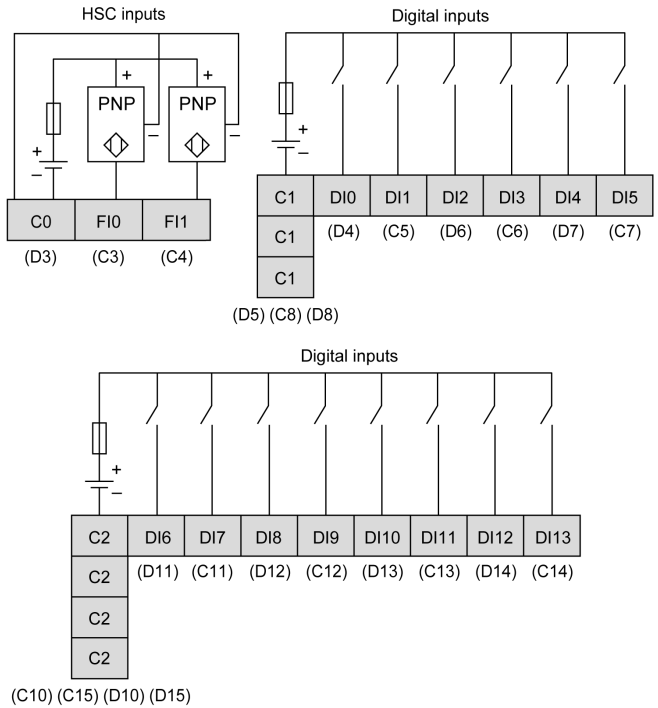 HSC inputs
Digital inputs
+ +
PNP PNP
+ – –
–
+
–
C0 FI0 FI1
(D3) (C3) (C4)
C1 DI0 DI1 DI2 DI3 DI4 DI5
C1 (D4) (C5) (D6) (C6) (D7) (C7)
C1
(D5) (C8) (D8)
Digital inputs
+
–
C2 DI6 DI7 DI8 DI9 DI10 DI11 DI12 DI13
C2 (D11) (C11) (D12) (C12) (D13) (C13) (D14) (C14)
C2
C2
(C10) (C15) (D10) (D15)